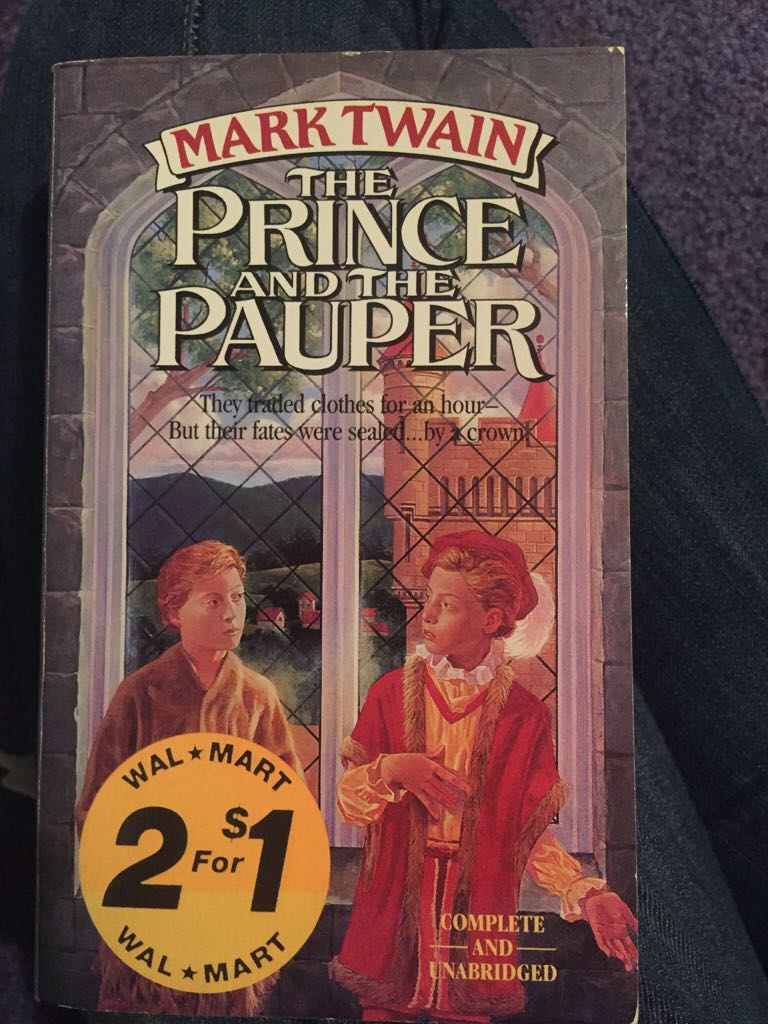 MARK TWAIN
THE
PRINCE
AND THE
PAUPER
They traded clothes for an hour—
But their fates were sealed...by a crown!
WAL★MART
2 For $1
WAL★MART
COMPLETE
AND
UNABRIDGED